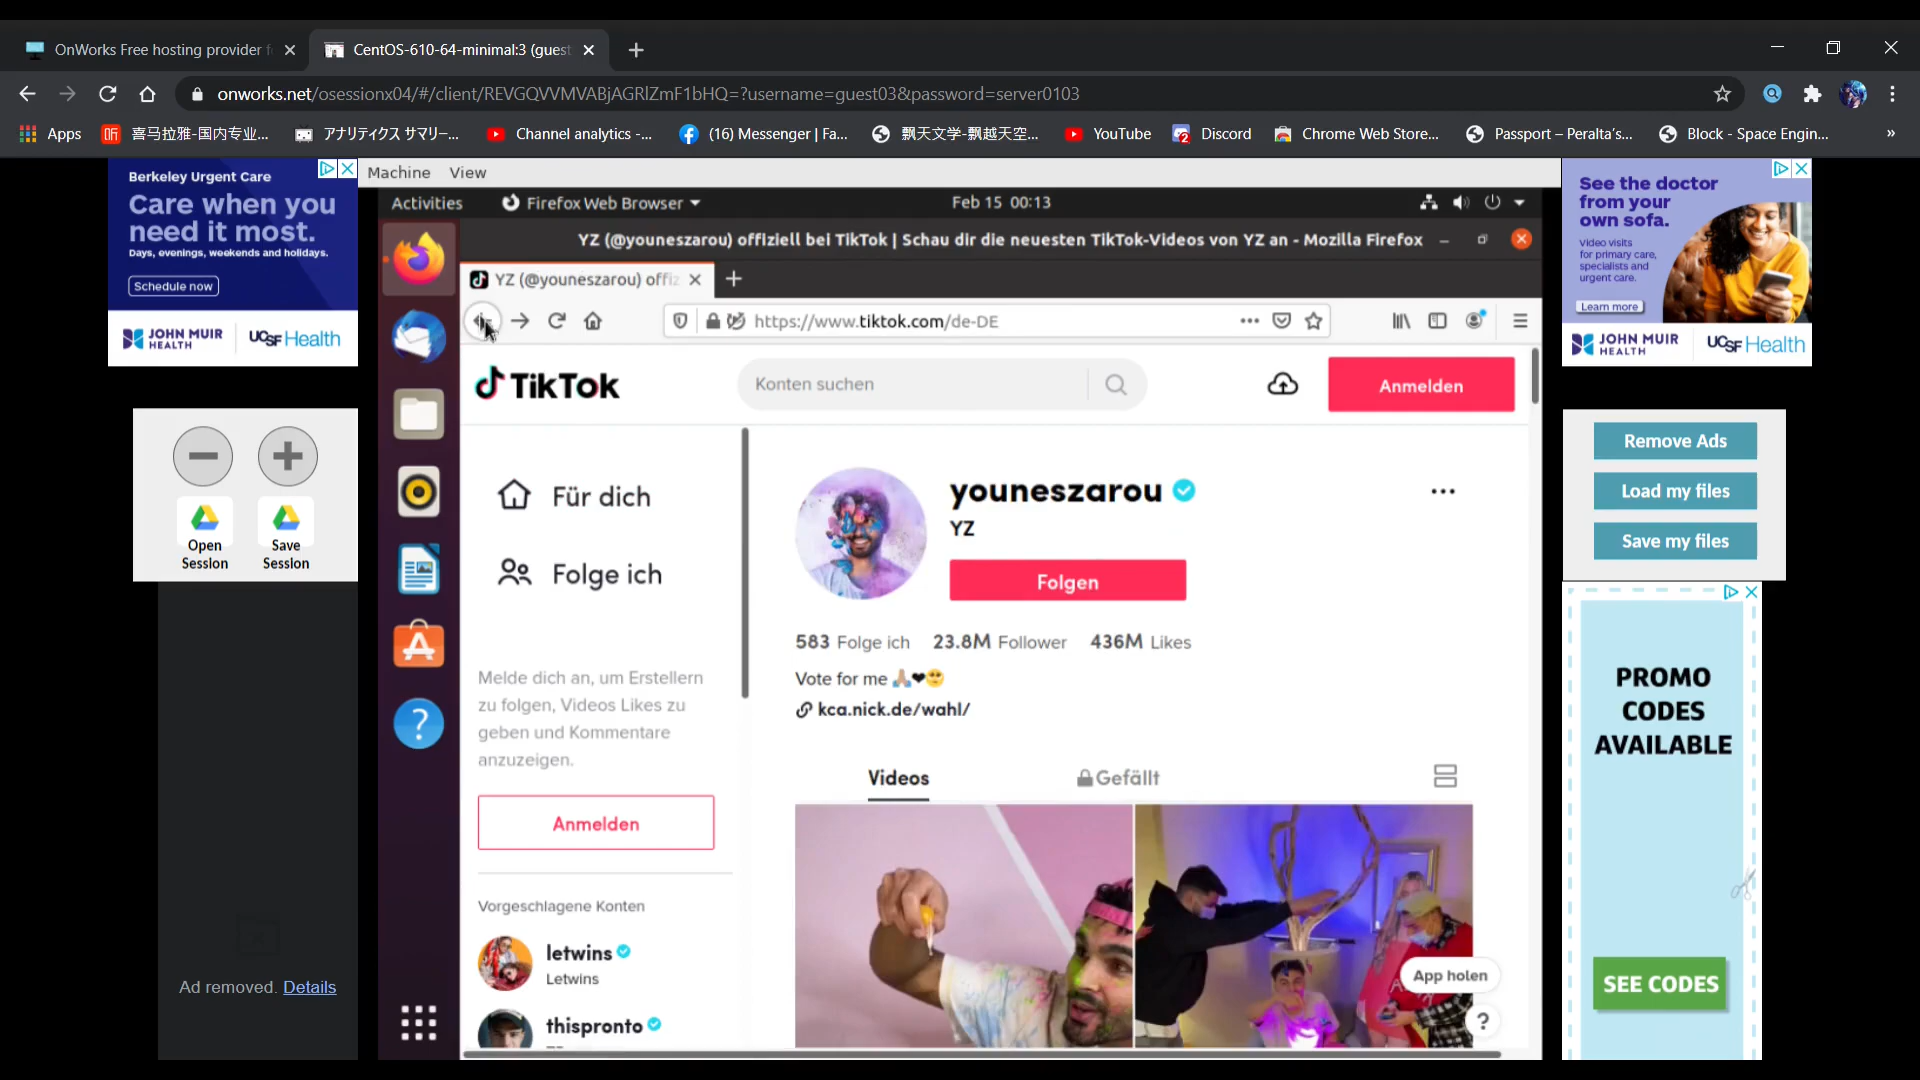 OnWorks Free hosting provider f
CentOS-610-64-minimal:3 (guest
onworks.net/osessionx04/#/client/REVGQVVMVABjAGRlZmF1bHQ=?username=guest03&password=server0103
Apps
喜马拉雅-国内专业...
アナリティクス サマリー...
Channel analytics -...
(16) Messenger | Fa...
飘天文学-飘越天空...
YouTube
Discord
Chrome Web Store...
Passport – Peralta's...
Block - Space Engin...
»
Berkeley Urgent Care
Care when you
need it most.
Days, evenings, weekends and holidays.
Schedule now
JOHN MUIR
HEALTH
UCSF Health
Machine View
Activities
Firefox Web Browser
Feb 15 00:13
YZ (@youneszarou) offiziell bei TikTok | Schau dir die neuesten TikTok-Videos von YZ an - Mozilla Firefox
YZ (@youneszarou) offiz
https://www.tiktok.com/de-DE
TikTok
Konten suchen
Anmelden
Für dich
Folge ich
Melde dich an, um Erstellern
zu folgen, Videos Likes zu
geben und Kommentare
anzuzeigen.
Anmelden
Vorgeschlagene Konten
letwins
Letwins
thispronto
youneszarou
YZ
Folgen
583 Folge ich 23.8M Follower 436M Likes
Vote for me 🙏🏼❤🥺
kca.nick.de/wahl/
Videos
Gefällt
App holen
?
Open
Session
Save
Session
Ad removed. Details
See the doctor
from your
own sofa.
Video visits
for primary care,
specialists and
urgent care.
Learn more
JOHN MUIR
HEALTH
UCSF Health
Remove Ads
Load my files
Save my files
PROMO
CODES
AVAILABLE
SEE CODES